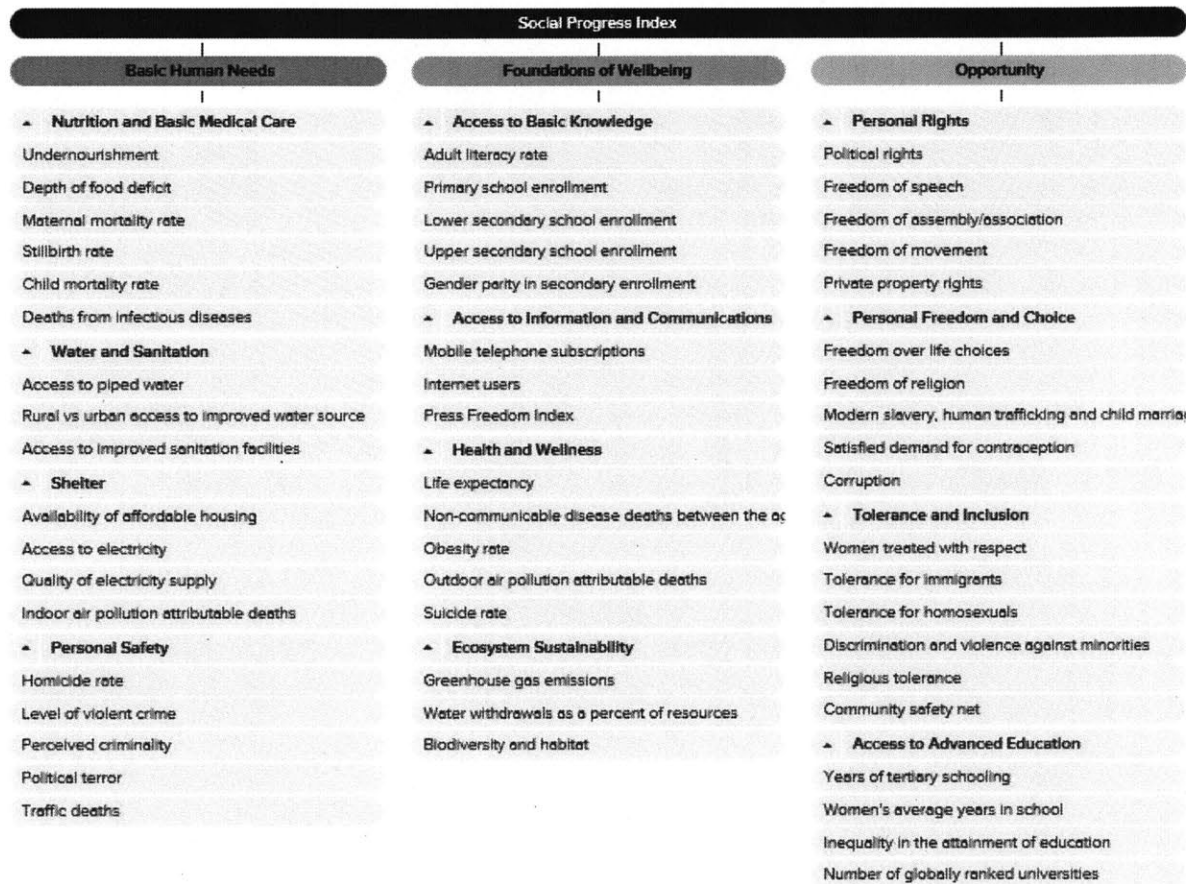 Social Progress Index
Basic Human Needs
Nutrition and Basic Medical Care
Undernourishment
Depth of food deficit
Maternal mortality rate
Stillbirth rate
Child mortality rate
Deaths from infectious diseases
Water and Sanitation
Access to piped water
Rural vs urban access to improved water source
Access to improved sanitation facilities
Shelter
Availability of affordable housing
Access to electricity
Quality of electricity supply
Indoor air pollution attributable deaths
Personal Safety
Homicide rate
Level of violent crime
Perceived criminality
Political terror
Traffic deaths
Foundations of Wellbeing
Access to Basic Knowledge
Adult literacy rate
Primary school enrollment
Lower secondary school enrollment
Upper secondary school enrollment
Gender parity in secondary enrollment
Access to Information and Communications
Mobile telephone subscriptions
Internet users
Press Freedom Index
Health and Wellness
Life expectancy
Non-communicable disease deaths between the
Obesity rate
Outdoor air pollution attributable deaths
Suicide rate
Ecosystem Sustainability
Greenhouse gas emissions
Water withdrawals as a percent of resources
Biodiversity and habitat
Opportunity
Personal Rights
Political rights
Freedom of speech
Freedom of assembly/association
Freedom of movement
Private property rights
Personal Freedom and Choice
Freedom over life choices
Freedom of religion
Modern slavery, human trafficking and child marriag
Satisfied demand for contraception
Corruption
Tolerance and Inclusion
Women treated with respect
Tolerance for immigrants
Tolerance for homosexuals
Discrimination and violence against minorities
Religious tolerance
Community safety net
Access to Advanced Education
Years of tertiary schooling
Women's average years in school
Inequality in the attainment of education
Number of globally ranked universities